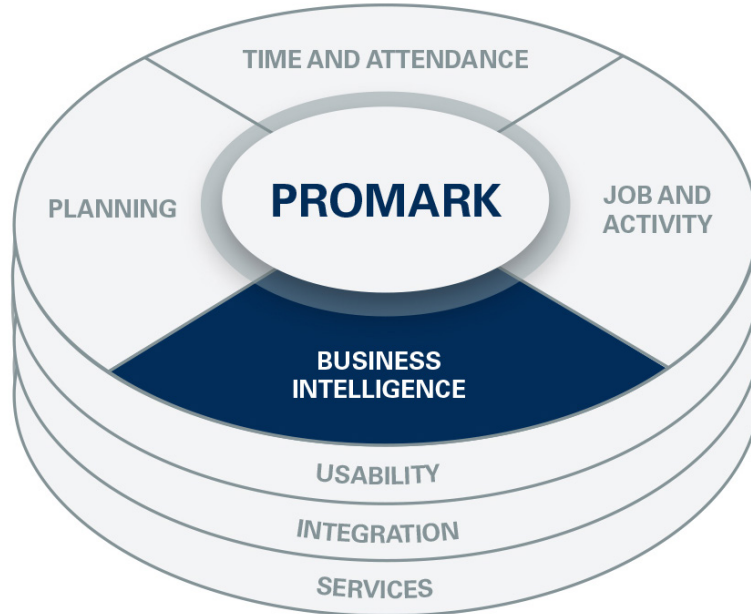 TIME AND ATTENDANCE
PLANNING
PROMARK
JOB AND
ACTIVITY
BUSINESS
INTELLIGENCE
USABILITY
INTEGRATION
SERVICES